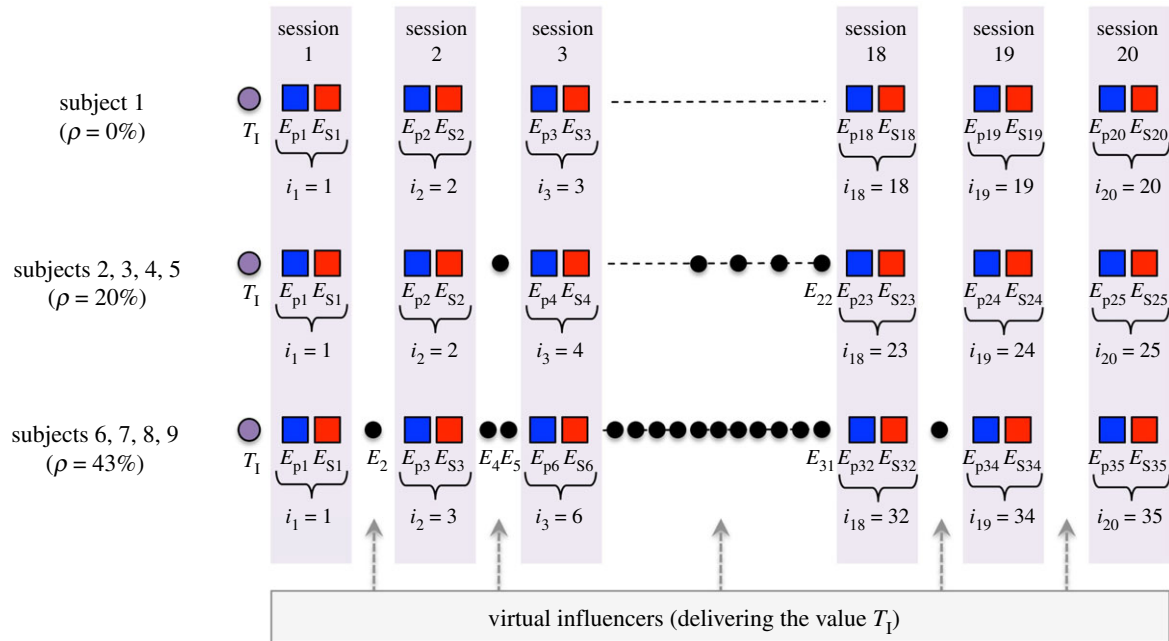 session 1 session 2 session 3 session 18 session 19 session 20
subject 1
(ρ = 0%)
T_I E_p1 E_S1 E_p2 E_S2 E_p3 E_S3 E_p18 E_S18 E_p19 E_S19 E_p20 E_S20
i_1 = 1 i_2 = 2 i_3 = 3 i_18 = 18 i_19 = 19 i_20 = 20
subjects 2, 3, 4, 5
(ρ = 20%)
T_I E_p1 E_S1 E_p2 E_S2 E_p4 E_S4 E_22 E_p23 E_S23 E_p24 E_S24 E_p25 E_S25
i_1 = 1 i_2 = 2 i_3 = 4 i_18 = 23 i_19 = 24 i_20 = 25
subjects 6, 7, 8, 9
(ρ = 43%)
T_I E_p1 E_S1 E_2 E_p3 E_S3 E_4 E_5 E_p6 E_S6 E_31 E_p32 E_S32 E_p34 E_S34 E_p35 E_S35
i_1 = 1 i_2 = 3 i_3 = 6 i_18 = 32 i_19 = 34 i_20 = 35
virtual influencers (delivering the value T_I)